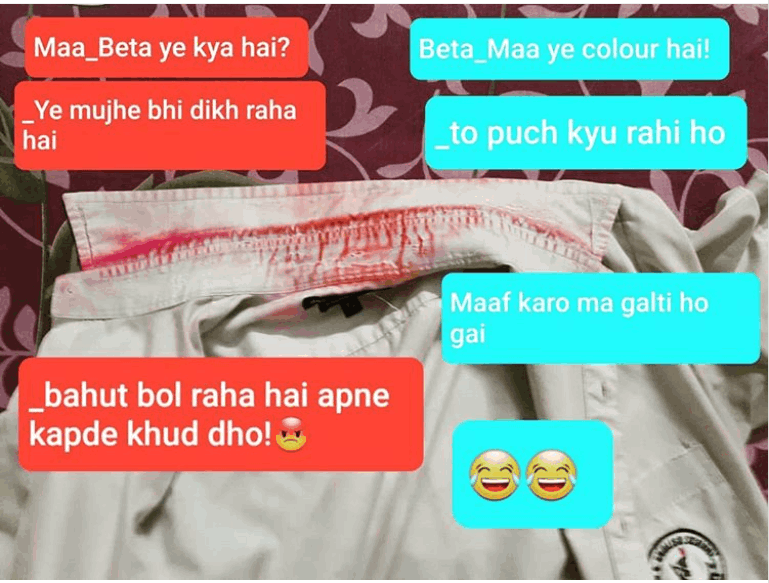 Maa_Beta ye kya hai?
Beta_Maa ye colour hai!
_Ye mujhe bhi dikh raha
hai
_to puch kyu rahi ho
Maaf karo ma galti ho
gai
_bahut bol raha hai apne
kapde khud dho!😡
😂😂